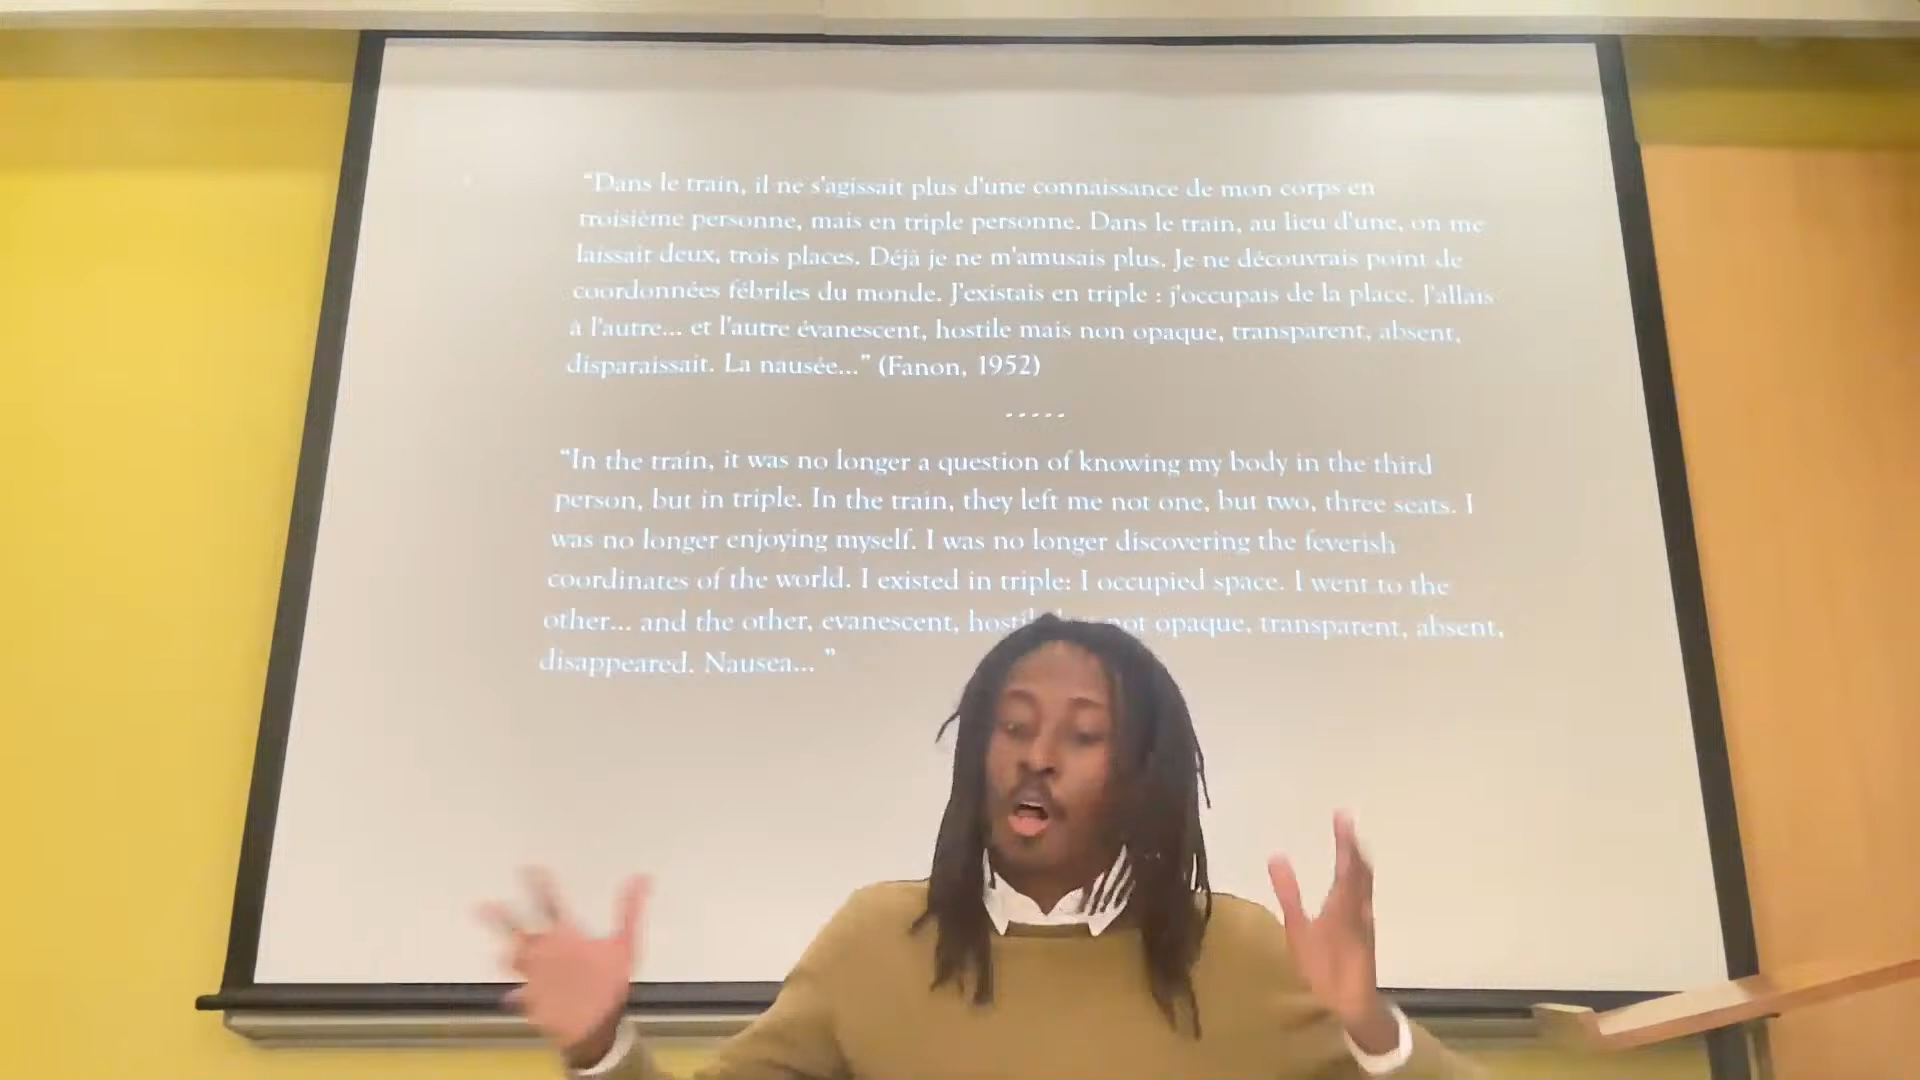 “Dans le train, il ne s'agissait plus d'une connaissance de mon corps en
troisième personne, mais en triple personne. Dans le train, au lieu d'une, on me
laissait deux, trois places. Déjà je ne m'amusais plus. Je ne découvrais point de
coordonnées fébriles du monde. J'existais en triple : j'occupais de la place. J'allais
à l'autre... et l'autre évanescent, hostile mais non opaque, transparent, absent,
disparaissait. La nausée...” (Fanon, 1952)
-----
“In the train, it was no longer a question of knowing my body in the third
person, but in triple. In the train, they left me not one, but two, three seats. I
was no longer enjoying myself. I was no longer discovering the feverish
coordinates of the world. I existed in triple: I occupied space. I went to the
other... and the other, evanescent, not opaque, transparent, absent,
disappeared. Nausea... ”